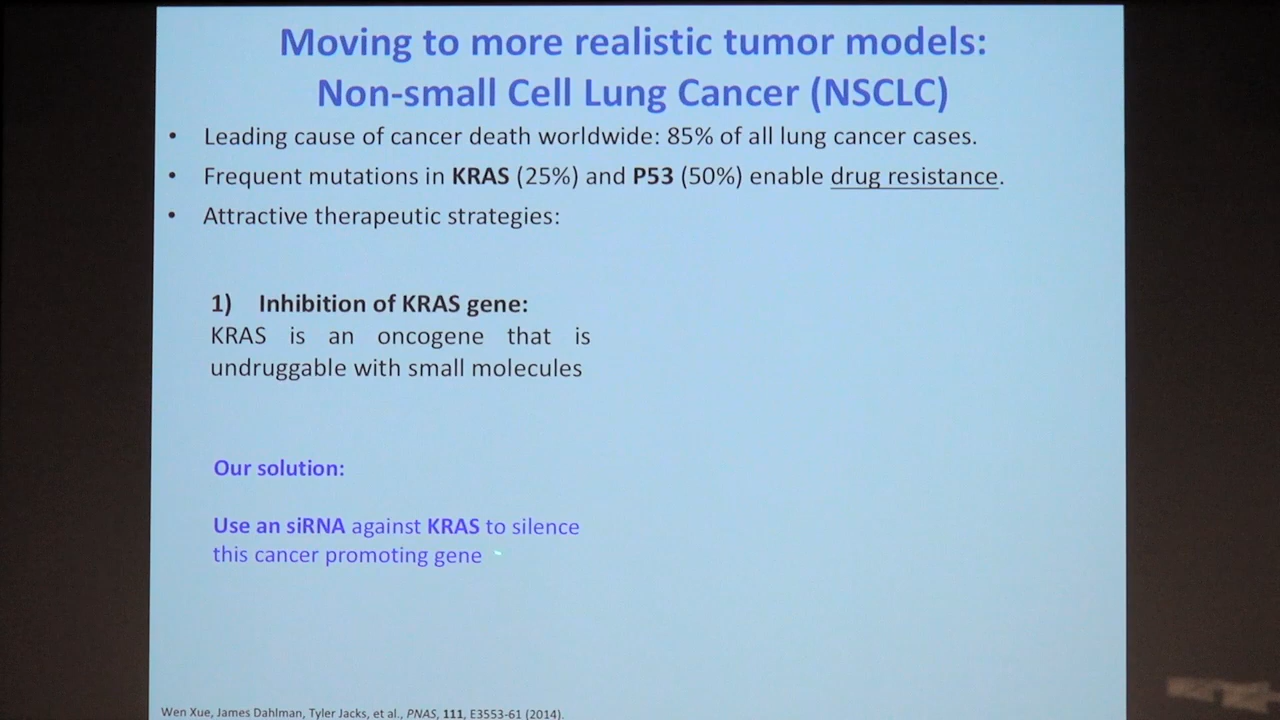 Moving to more realistic tumor models:
Non-small Cell Lung Cancer (NSCLC)
• Leading cause of cancer death worldwide: 85% of all lung cancer cases.
• Frequent mutations in KRAS (25%) and P53 (50%) enable drug resistance.
• Attractive therapeutic strategies:
1) Inhibition of KRAS gene:
KRAS is an oncogene that is
undruggable with small molecules
Our solution:
Use an siRNA against KRAS to silence
this cancer promoting gene
Wen Xue, James Dahlman, Tyler Jacks, et al., PNAS, 111, E3553-61 (2014).